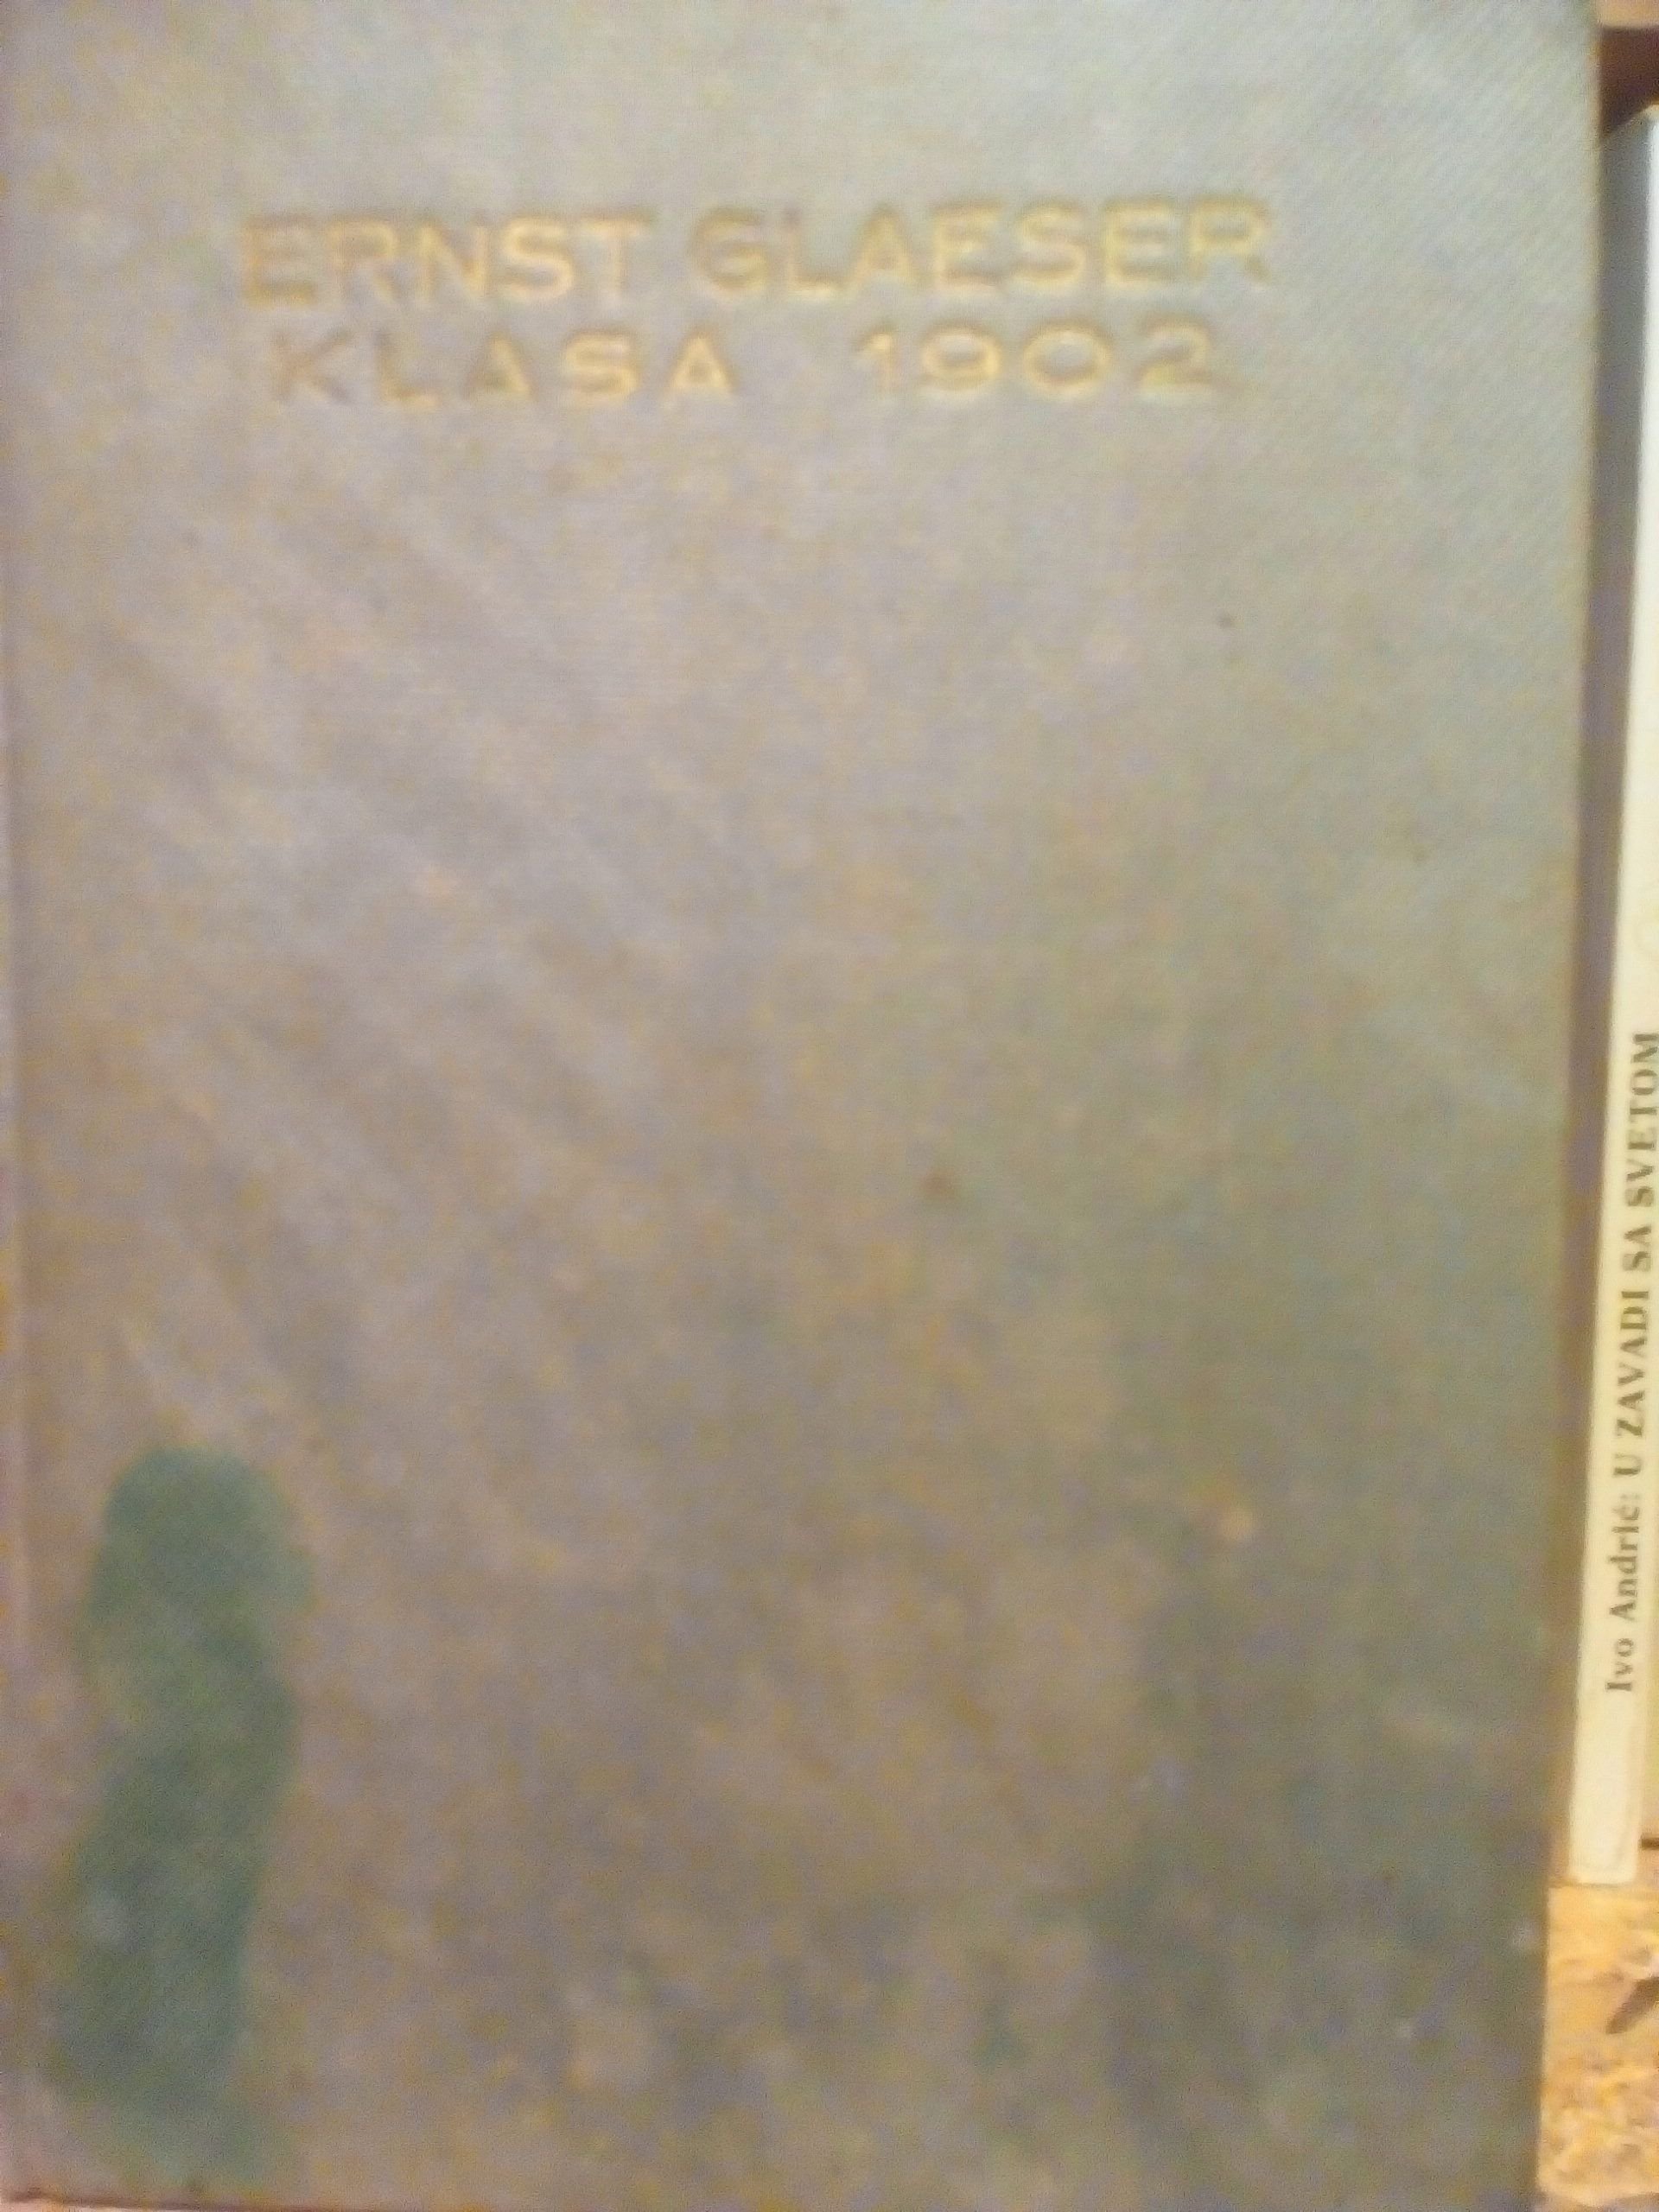 ERNST GLAESER
KLASA 1902
Ivo Andrić: U ZAVADI SA SVETOM